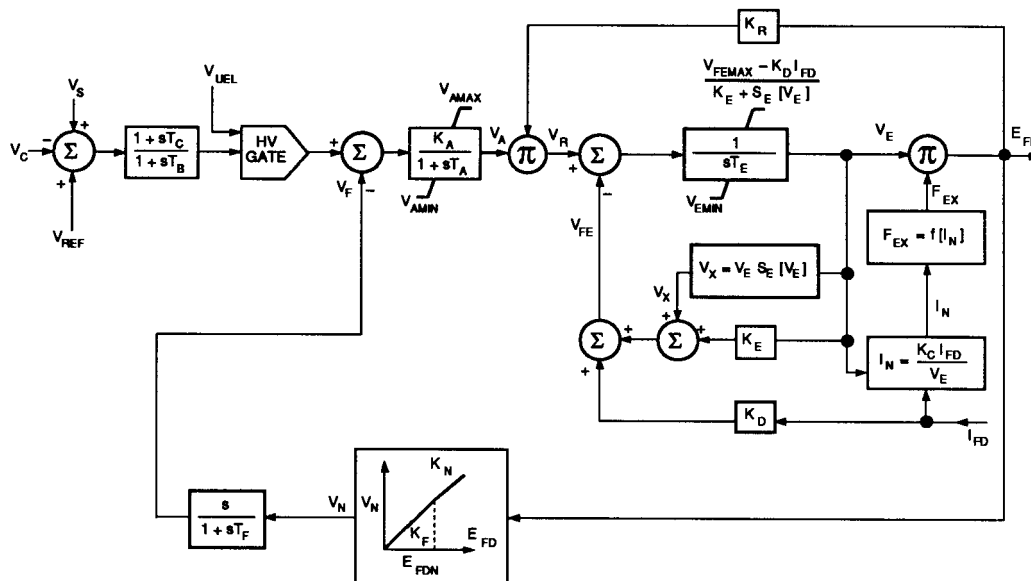 K_R
V_FEMAX – K_D I_FD
K_E + S_E [V_E]
V_UEL
V_S
V_AMAX
+
–
V_C
Σ
1 + sT_C
1 + sT_B
HV
GATE
+
Σ
K_A
1 + sT_A
V_A
π
V_R
+
Σ
1
sT_E
V_E
π
E_F
+
V_F
–
V_AMIN
–
V_EMIN
F_EX
V_REF
V_FE
F_EX = f[I_N]
V_X = V_E S_E [V_E]
V_X
I_N
+
+
Σ
+
Σ
+
K_E
I_N = K_C I_FD
V_E
+
K_D
I_FD
K_N
s
1 + sT_F
V_N
V_N
K_F
E_FD
E_FDN